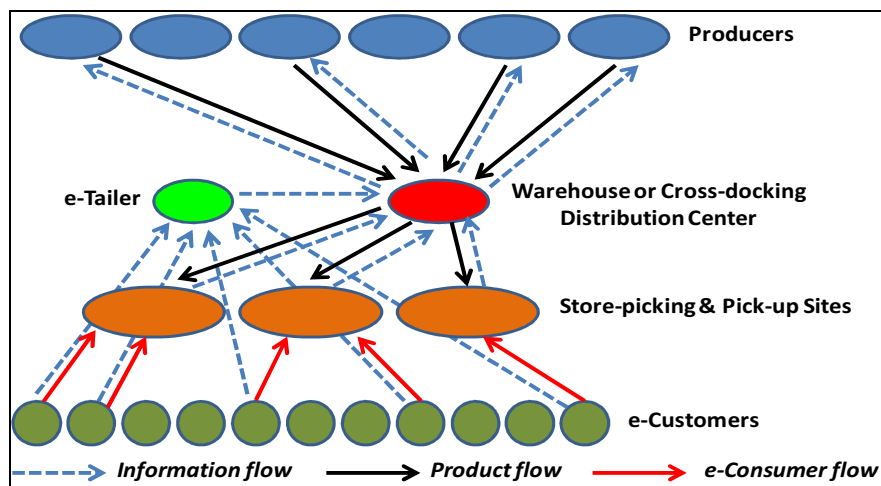 Producers
e-Tailer
Warehouse or Cross-docking
Distribution Center
Store-picking & Pick-up Sites
e-Customers
Information flow
Product flow
e-Consumer flow